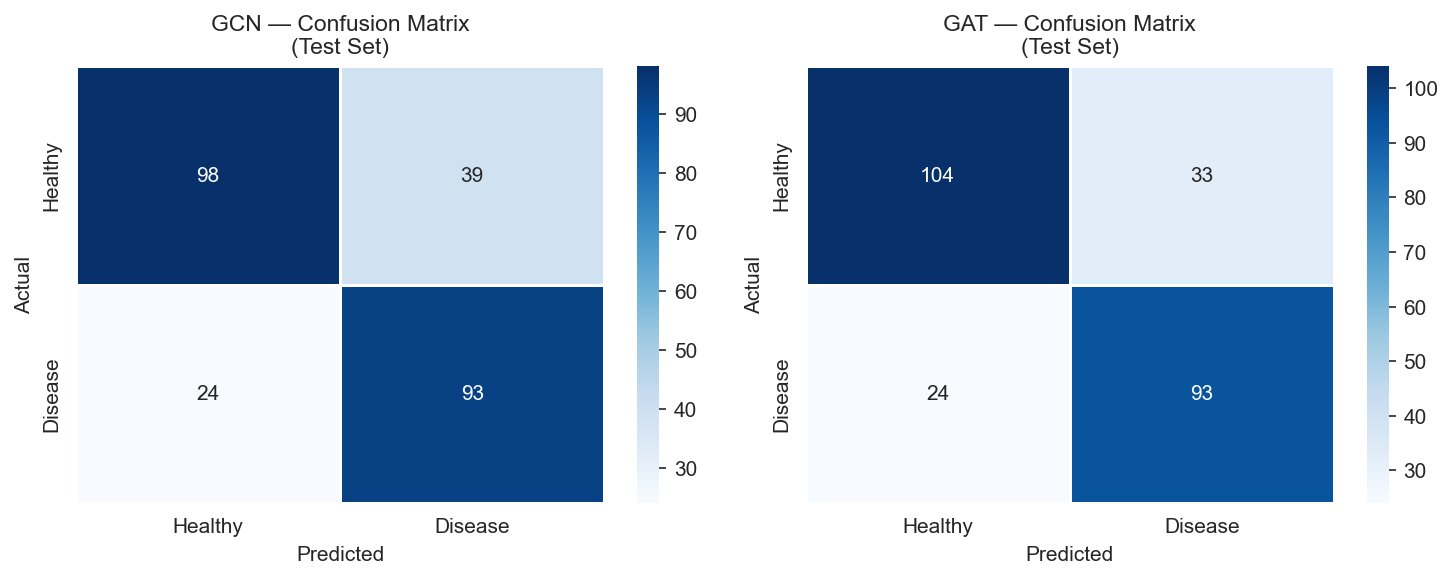 GCN — Confusion Matrix
(Test Set)
Actual
Healthy
Disease
98
39
24
93
Healthy
Disease
Predicted
90
80
70
60
50
40
30
GAT — Confusion Matrix
(Test Set)
Actual
Healthy
Disease
104
33
24
93
Healthy
Disease
Predicted
100
90
80
70
60
50
40
30